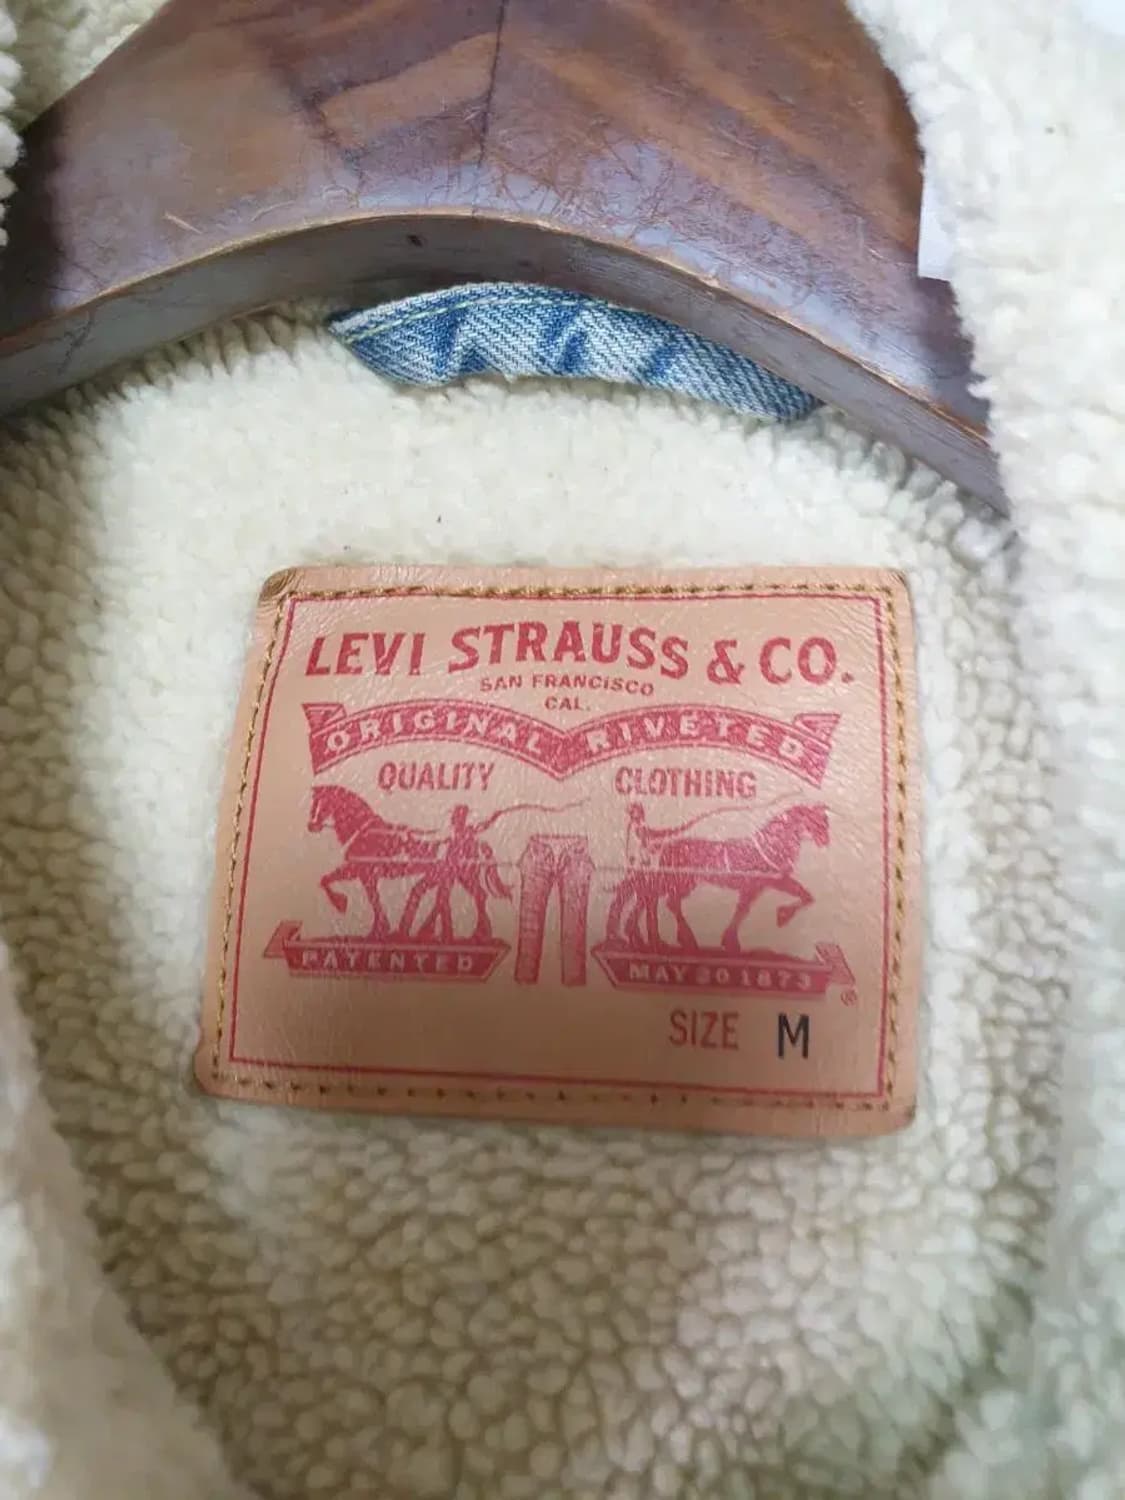 LEVI STRAUSS & CO.
SAN FRANCISCO
CAL.
ORIGINAL RIVETED
QUALITY CLOTHING
PATENTED MAY 20 1873
®
SIZE M